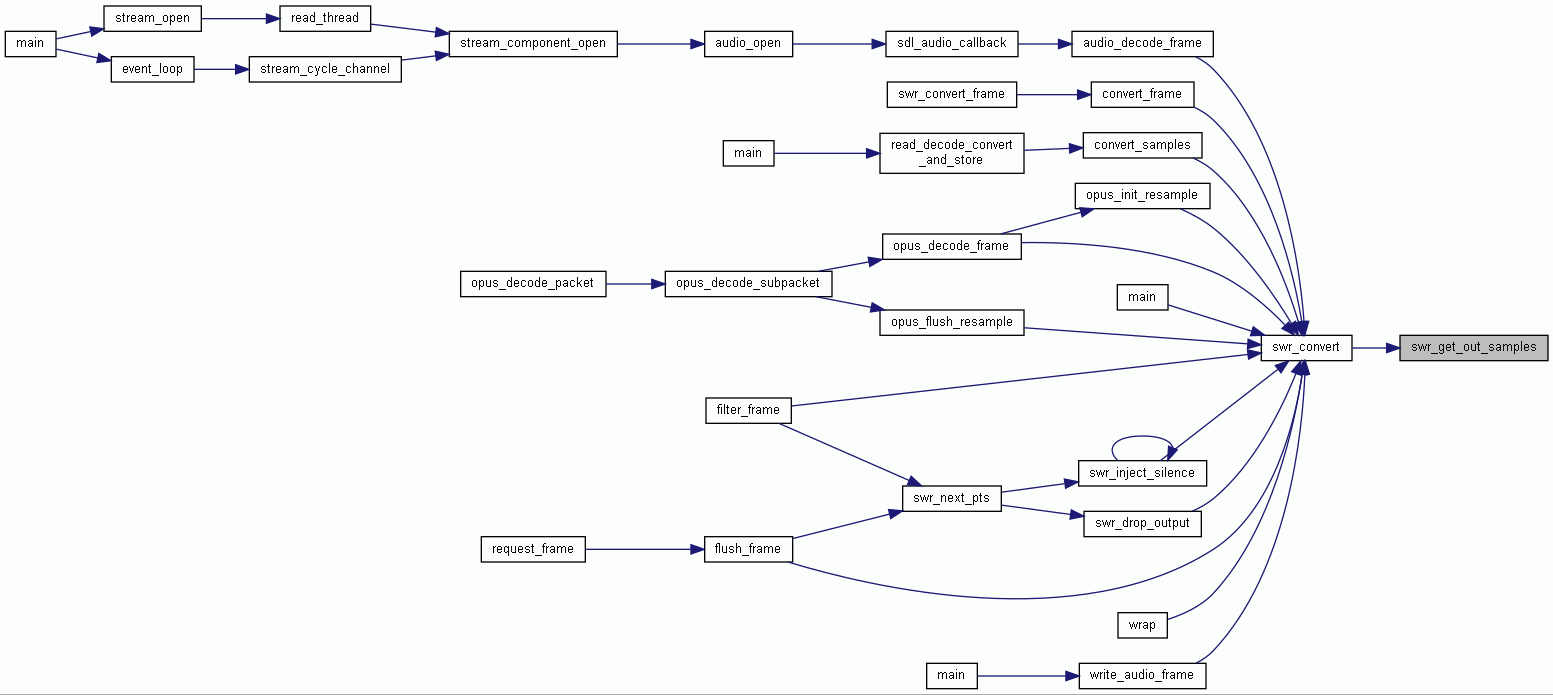 stream_open
read_thread
main
stream_component_open
audio_open
sdl_audio_callback
audio_decode_frame
event_loop
stream_cycle_channel
swr_convert_frame
convert_frame
main
read_decode_convert
_and_store
convert_samples
opus_init_resample
opus_decode_frame
opus_decode_packet
opus_decode_subpacket
main
opus_flush_resample
swr_convert
swr_get_out_samples
filter_frame
swr_inject_silence
swr_next_pts
swr_drop_output
request_frame
flush_frame
wrap
main
write_audio_frame